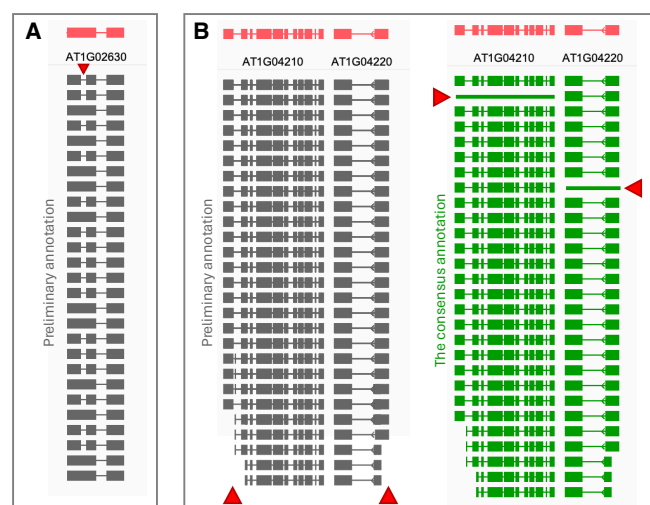 A
AT1G02630
Preliminary annotation
B
AT1G04210 AT1G04220
Preliminary annotation
AT1G04210 AT1G04220
The consensus annotation